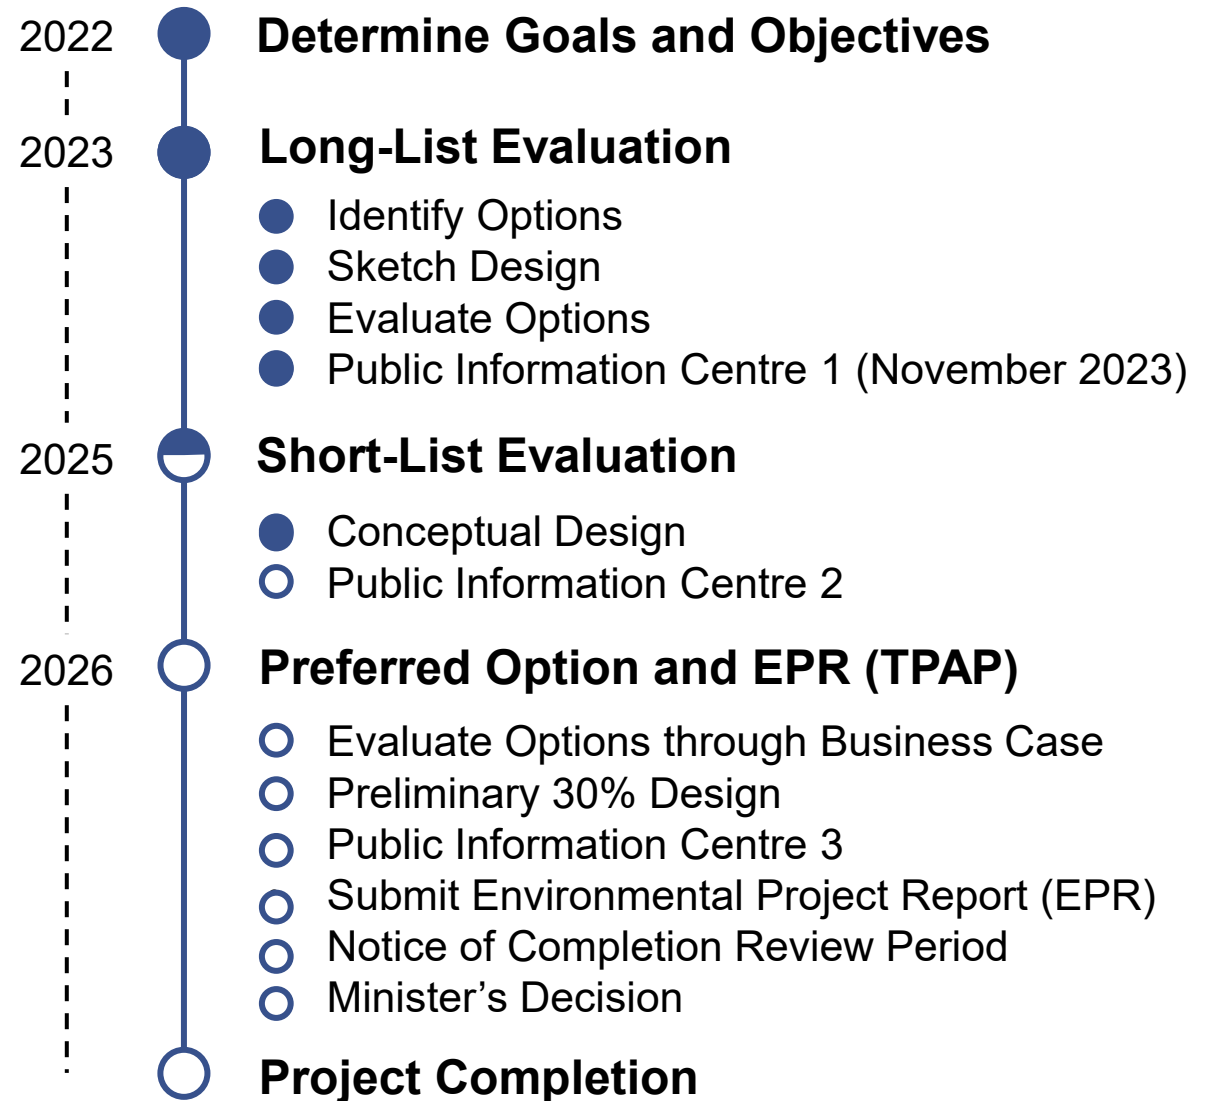 2022 Determine Goals and Objectives
2023 Long-List Evaluation
Identify Options
Sketch Design
Evaluate Options
Public Information Centre 1 (November 2023)
2025 Short-List Evaluation
Conceptual Design
Public Information Centre 2
2026 Preferred Option and EPR (TPAP)
Evaluate Options through Business Case
Preliminary 30% Design
Public Information Centre 3
Submit Environmental Project Report (EPR)
Notice of Completion Review Period
Minister’s Decision
Project Completion